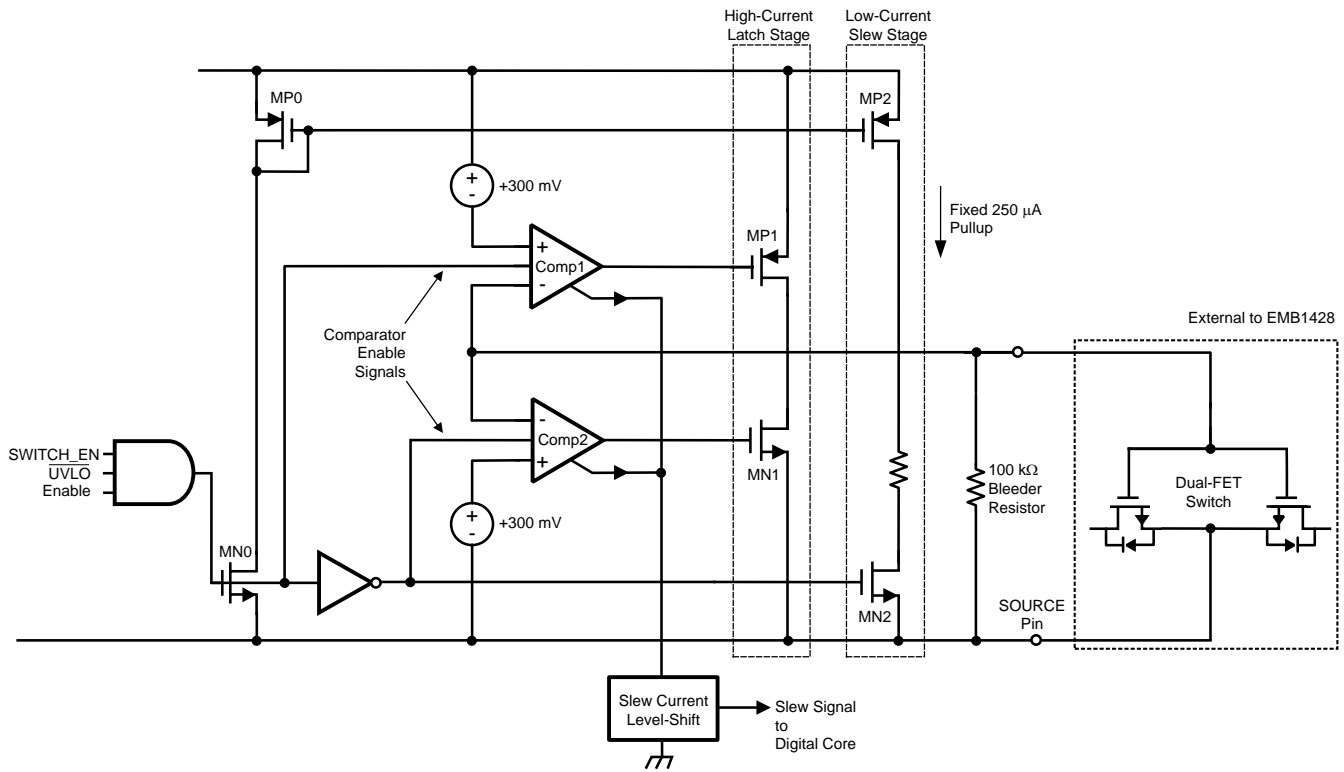 High-Current
Latch Stage
Low-Current
Slew Stage
MP0
MP2
+300 mV
Fixed 250 μA
Pullup
MP1
+
Comp1
-
+
-
External to EMB1428
Comparator
Enable
Signals
-
Comp2
+
MN1
SWITCH_EN
U̅V̅L̅O̅
Enable
100 kΩ
Bleeder
Resistor
Dual-FET
Switch
+
-
+300 mV
MN0
MN2
SOURCE
Pin
Slew Current
Level-Shift
Slew Signal
to
Digital Core